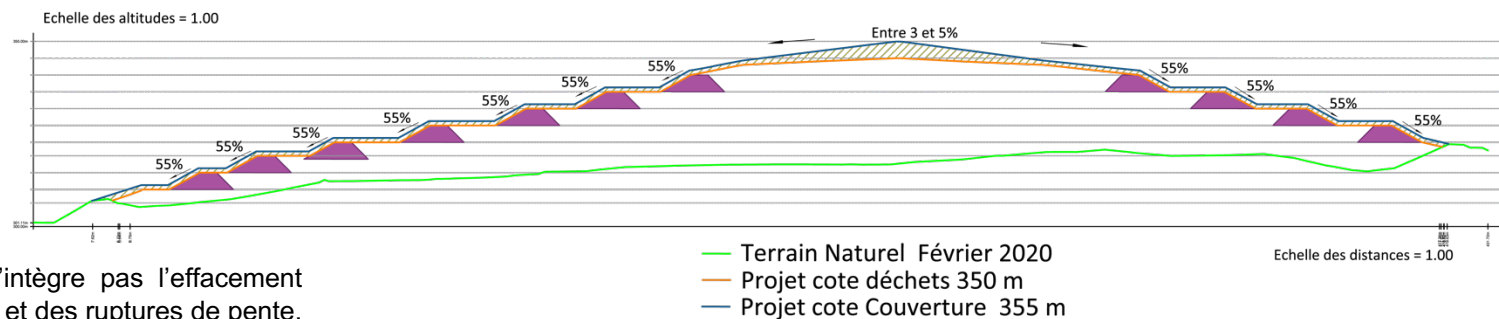 Echelle des altitudes = 1.00
Entre 3 et 5%
55%
55%
55%
55%
55%
55%
55%
55%
55%
55%
55%
Terrain Naturel Février 2020
Echelle des distances = 1.00
'intègre pas l'effacement
Projet cote déchets 350 m
et des ruptures de pente.
Projet cote Couverture 355 m